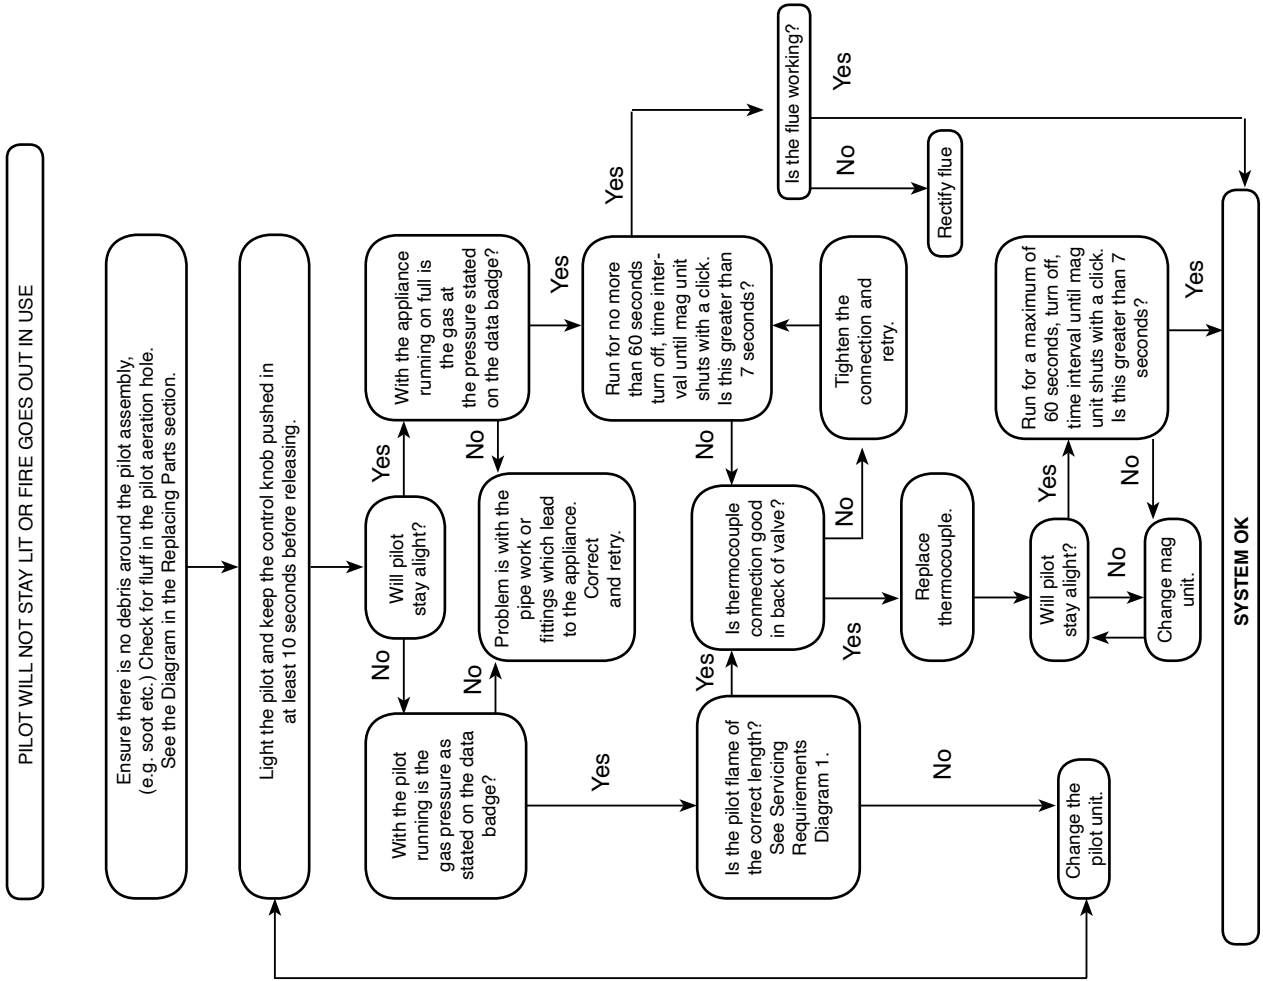 PILOT WILL NOT STAY LIT OR FIRE GOES OUT IN USE
Ensure there is no debris around the pilot assembly,
(e.g. soot etc.) Check for fluff in the pilot aeration hole.
See the Diagram in the Replacing Parts section.
Light the pilot and keep the control knob pushed in
at least 10 seconds before releasing.
Will pilot
stay alight?
No
Yes
With the pilot
running is the
gas pressure as
stated on the data
badge?
No
Yes
With the appliance
running on full is
the gas at
the pressure stated
on the data badge?
No
Yes
Problem is with the
pipe work or
fittings which lead
to the appliance.
Correct
and retry.
Run for no more
than 60 seconds
turn off, time inter-
val until mag unit
shuts with a click.
Is this greater than
7 seconds?
No
Yes
Is the pilot flame of
the correct length?
See Servicing
Requirements
Diagram 1.
Yes
No
Is thermocouple
connection good
in back of valve?
Yes
No
Tighten the
connection and
retry.
Is the flue working?
No
Yes
Rectify flue
Replace
thermocouple.
Will pilot
stay alight?
Yes
No
Run for a maximum of
60 seconds, turn off,
time interval until mag
unit shuts with a click.
Is this greater than 7
seconds?
No
Yes
Change the
pilot unit.
Change mag
unit.
SYSTEM OK